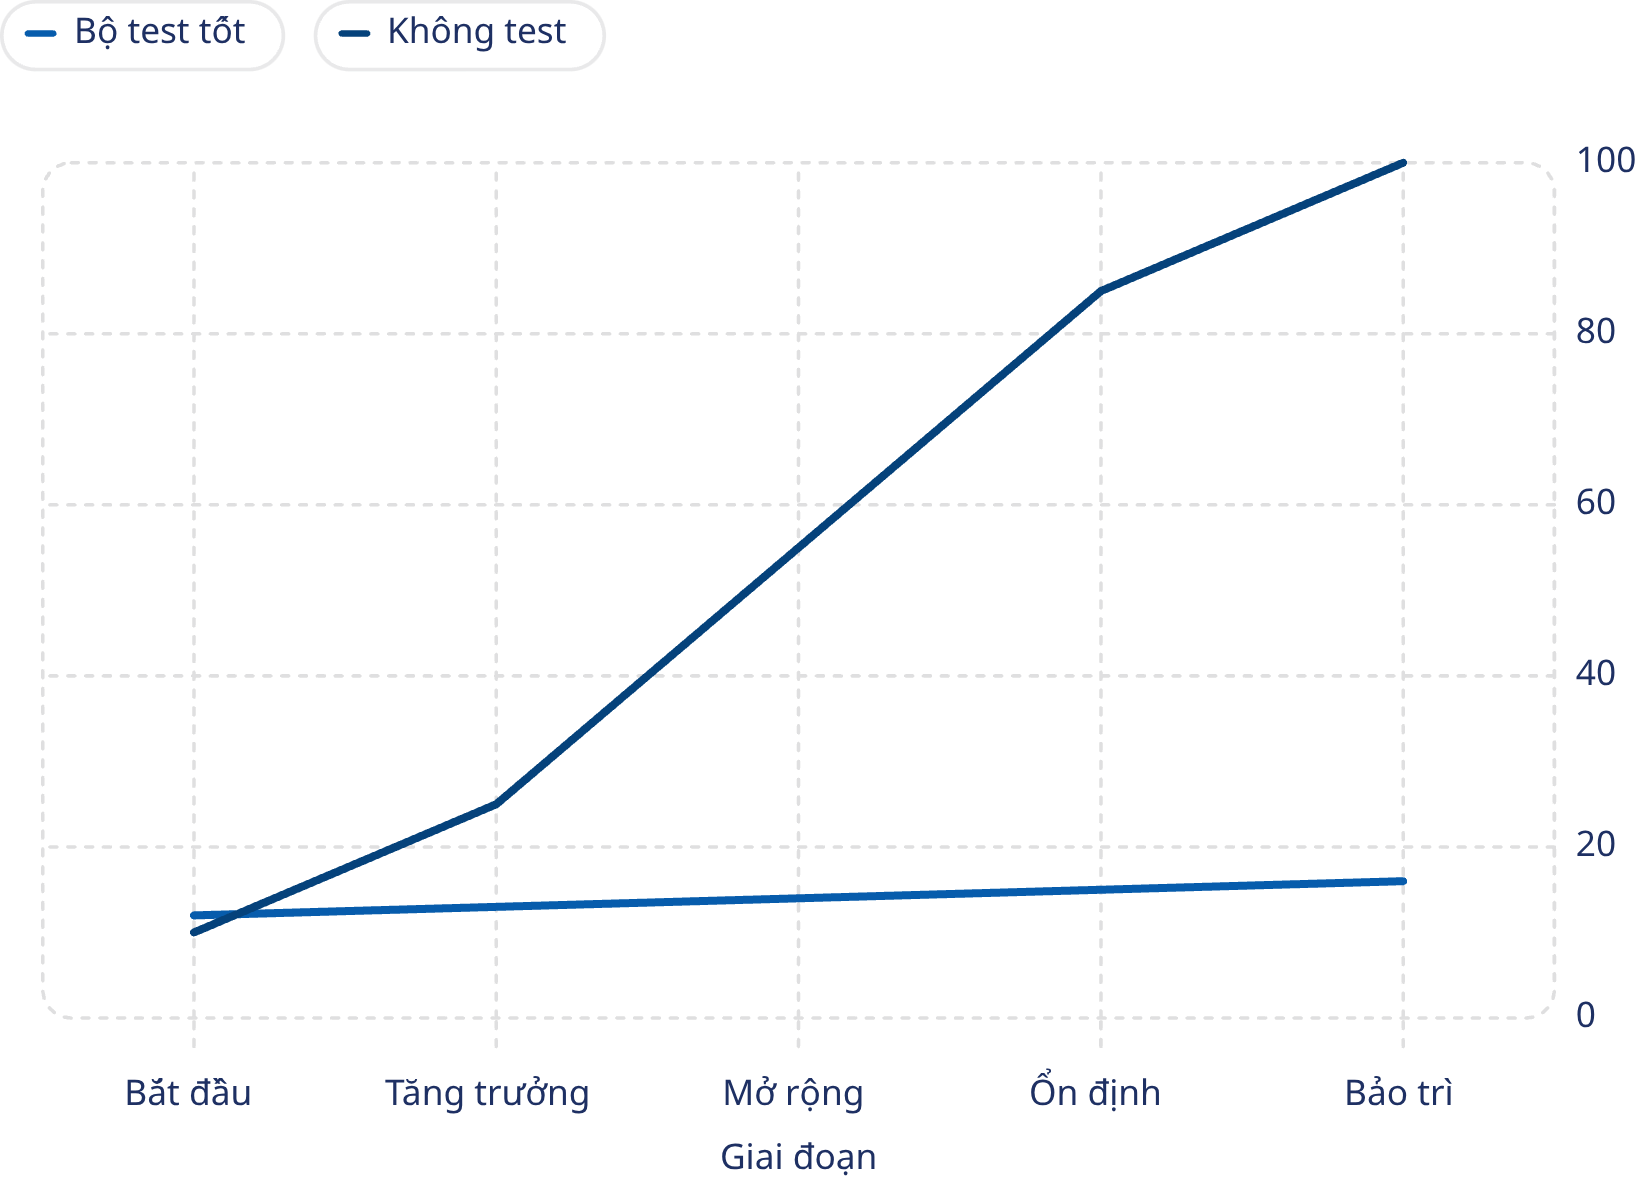 Bộ test tốt
Không test
100
80
60
40
20
0
Bắt đầu
Tăng trưởng
Mở rộng
Ổn định
Bảo trì
Giai đoạn